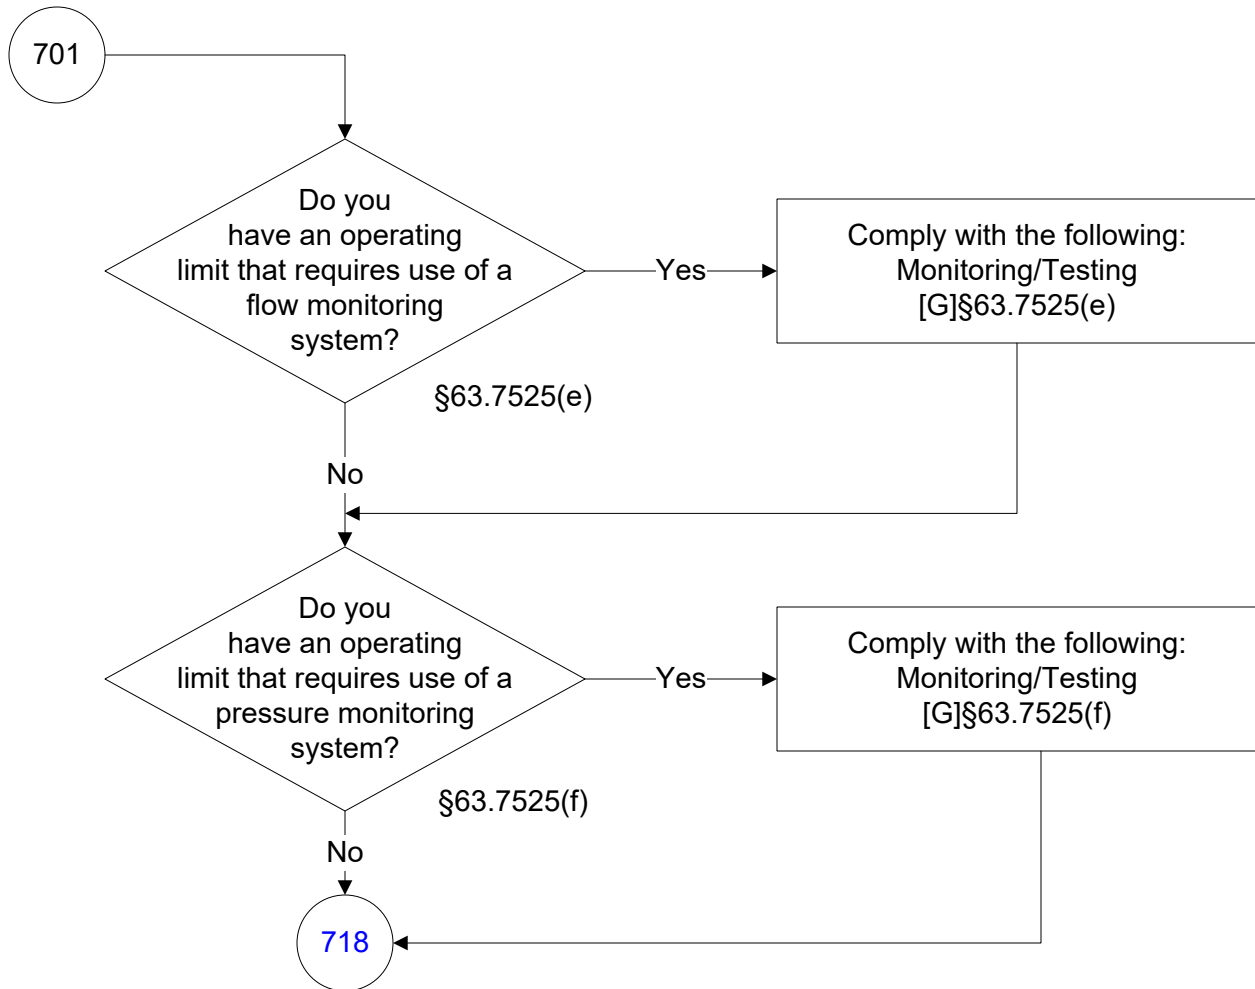 701
Do you
have an operating
limit that requires use of a
flow monitoring
system?
Yes
Comply with the following:
Monitoring/Testing
[G]§63.7525(e)
§63.7525(e)
No
Do you
have an operating
limit that requires use of a
pressure monitoring
system?
Yes
Comply with the following:
Monitoring/Testing
[G]§63.7525(f)
§63.7525(f)
No
718